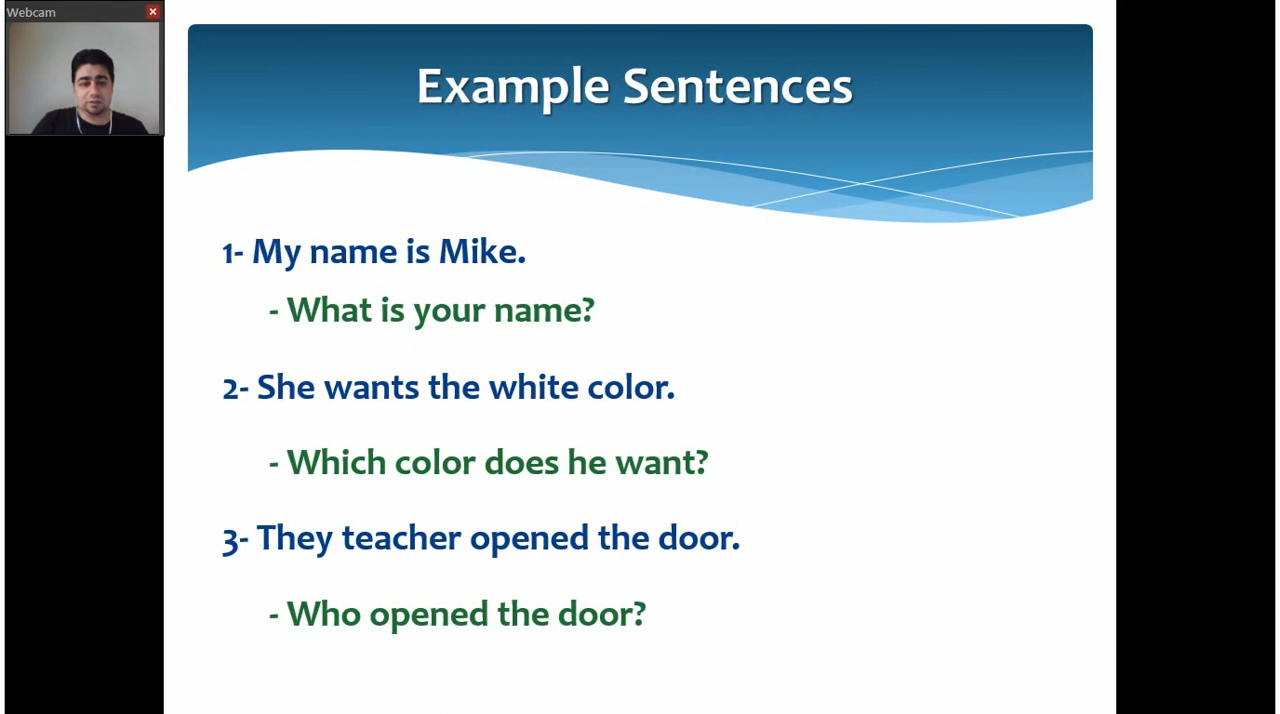 Webcam
Example Sentences
1- My name is Mike.
- What is your name?
2- She wants the white color.
- Which color does he want?
3- They teacher opened the door.
- Who opened the door?